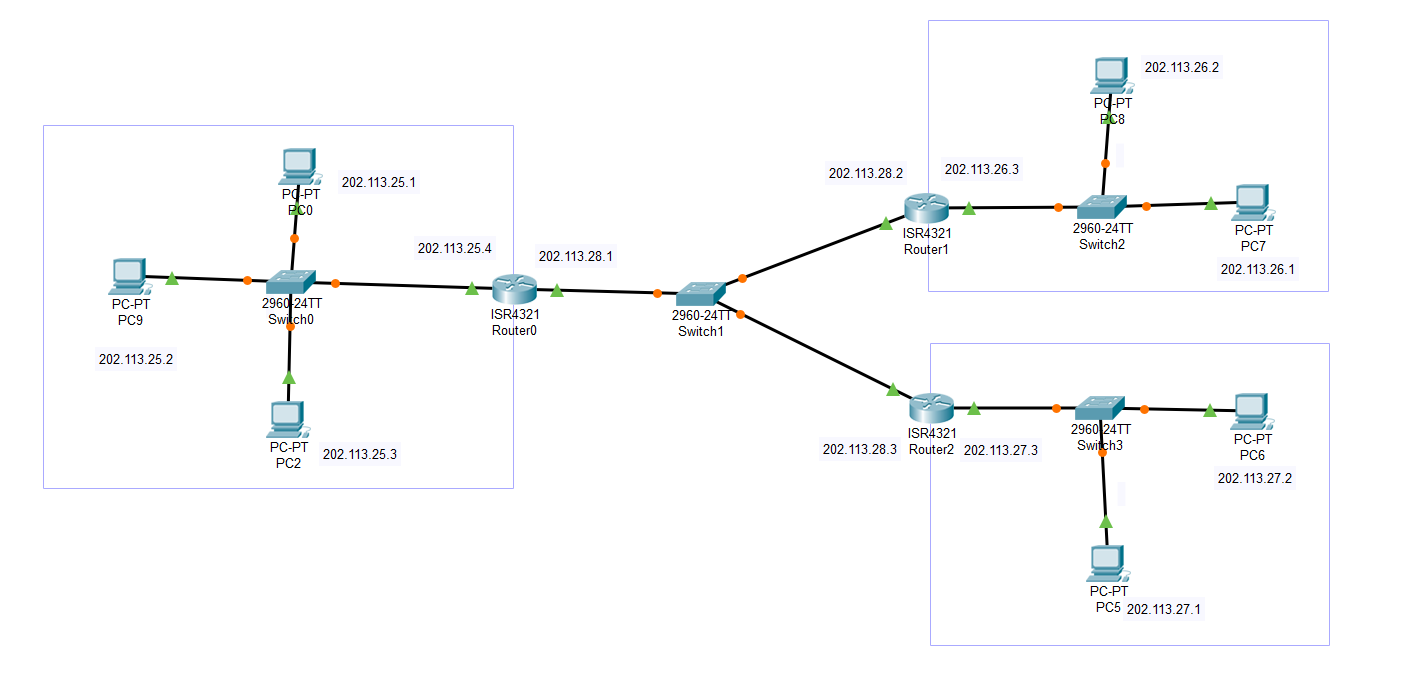 202.113.26.2
PC-PT
PC8
202.113.28.2
202.113.26.3
PC-PT
PC0
202.113.25.1
ISR4321
Router1
2960-24TT
Switch2
PC-PT
PC7
202.113.26.1
202.113.25.4
202.113.28.1
PC-PT
PC9
2960-24TT
Switch0
ISR4321
Router0
2960-24TT
Switch1
202.113.25.2
PC-PT
PC2
202.113.25.3
ISR4321
Router2
202.113.28.3
202.113.27.3
2960-24TT
Switch3
PC-PT
PC6
202.113.27.2
PC-PT
PC5
202.113.27.1